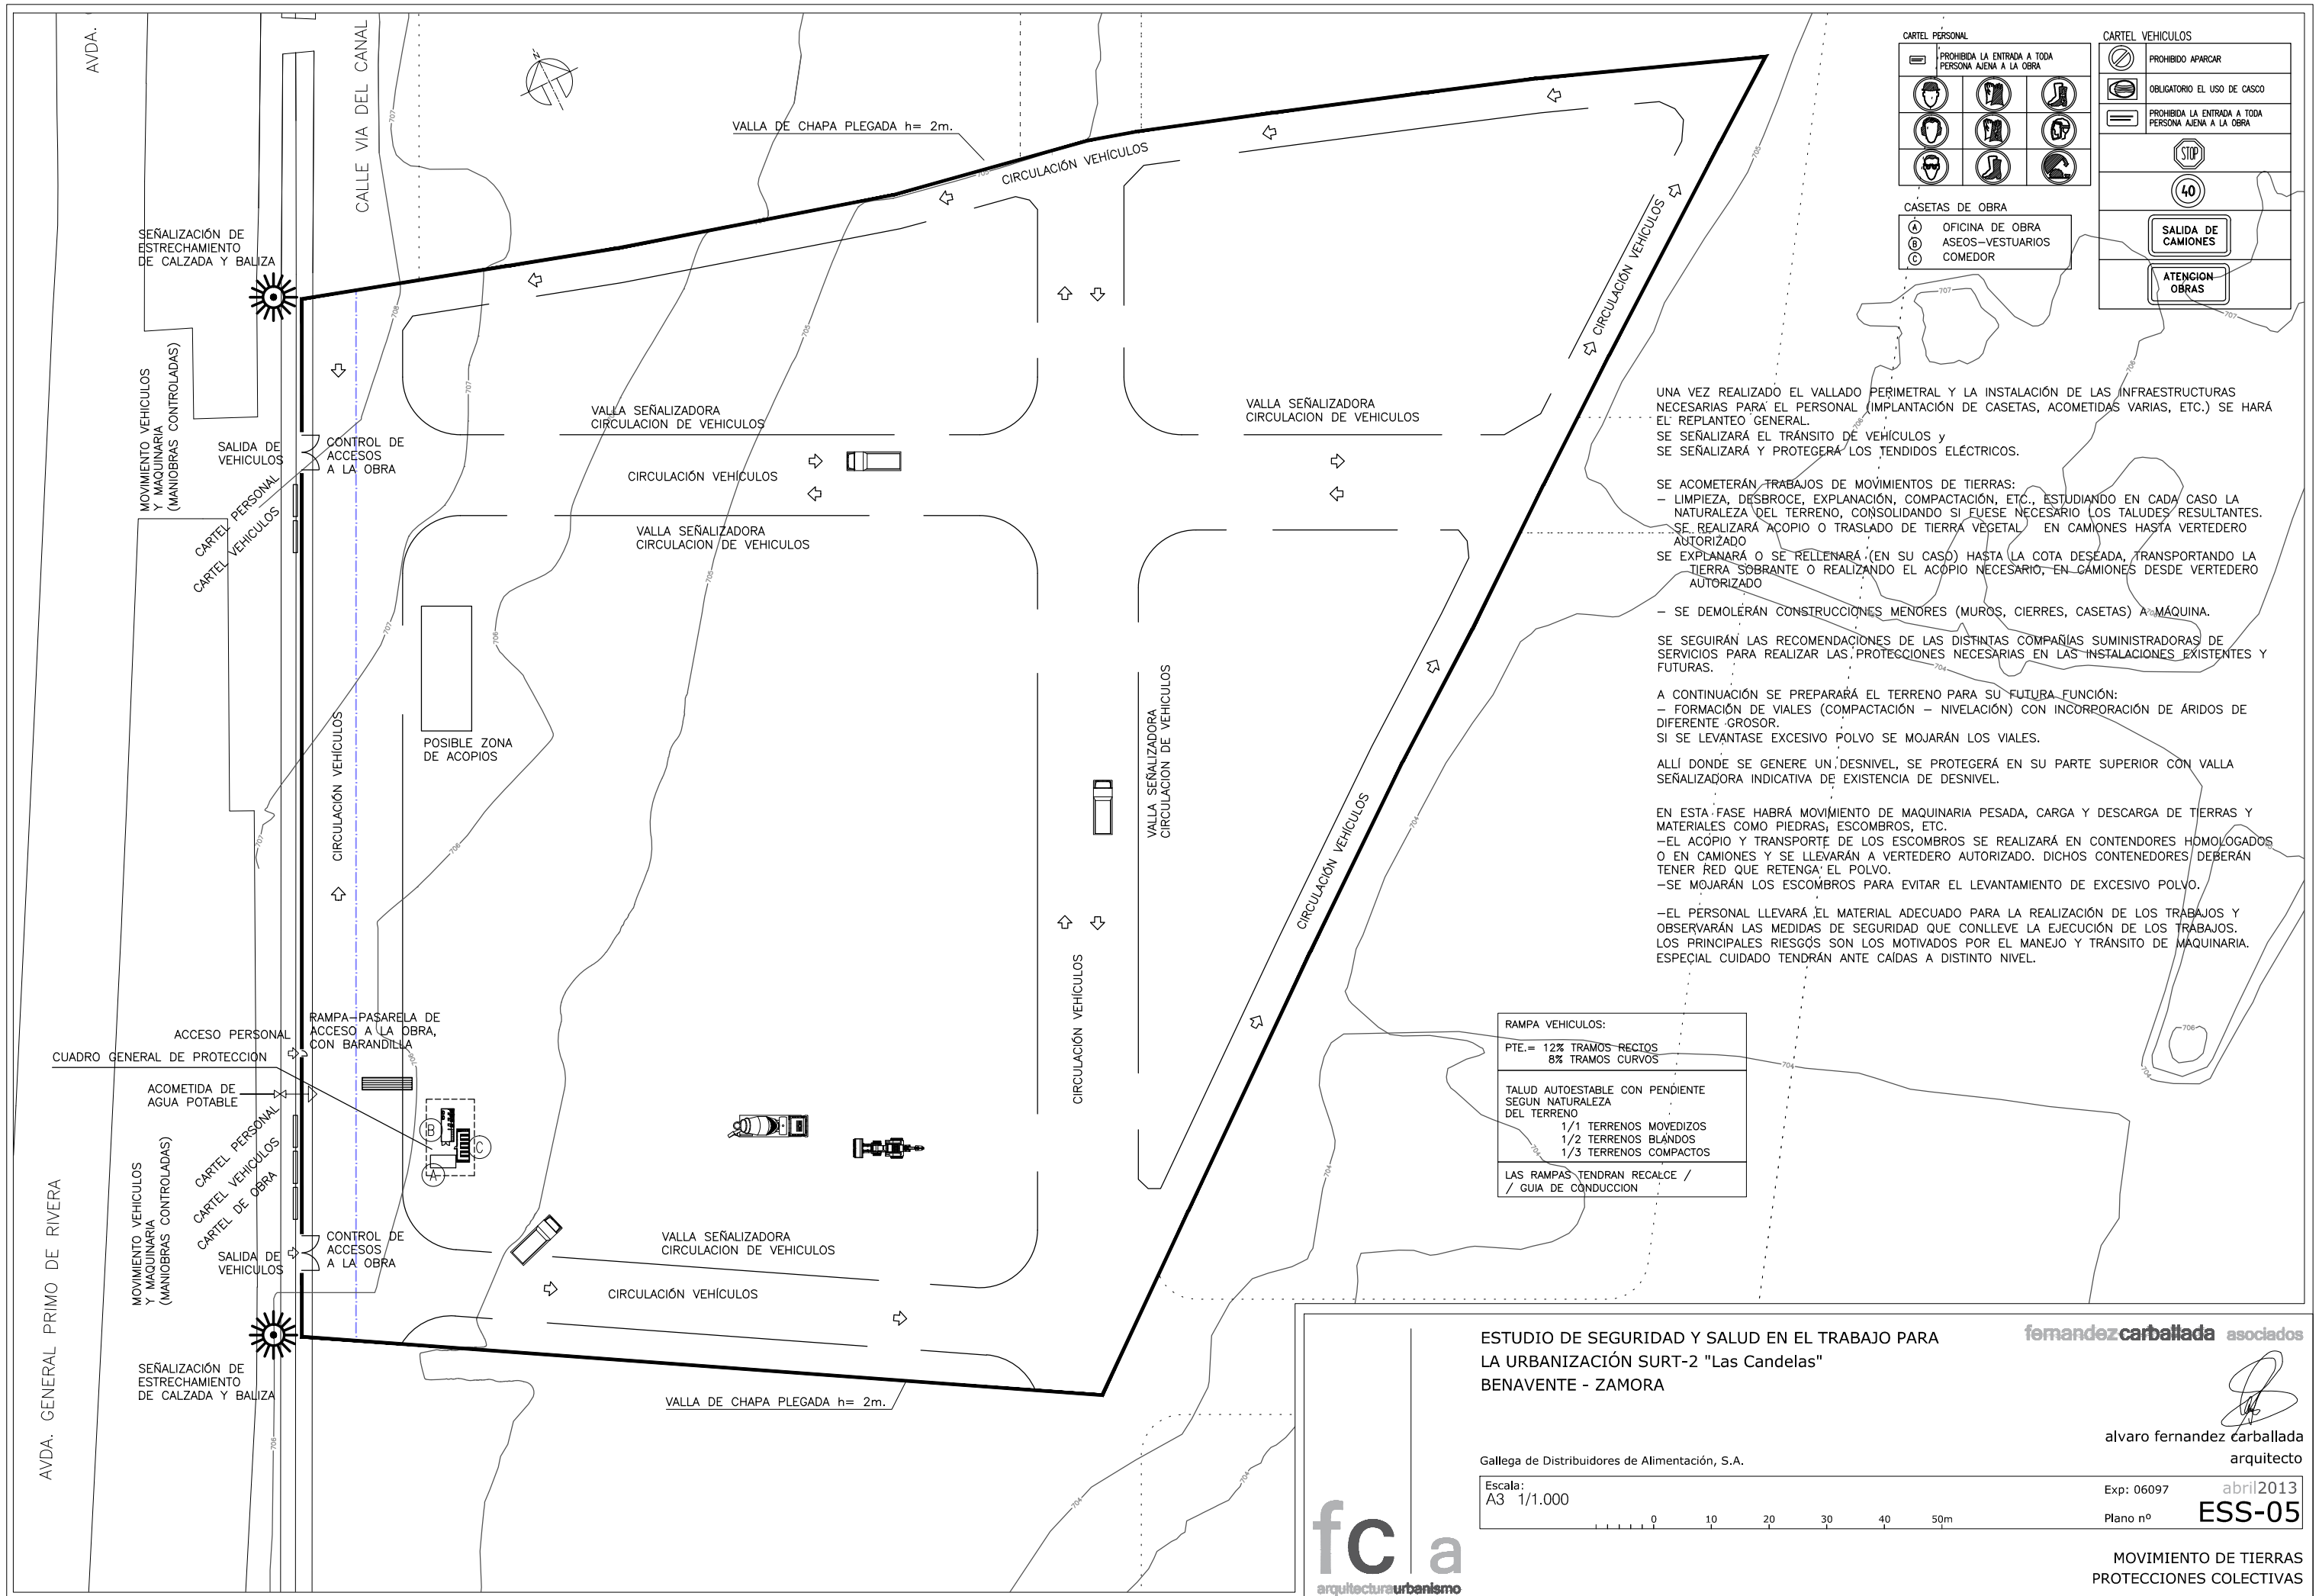 AVDA.
CALLE VIA DEL CANAL
N
VALLA DE CHAPA PLEGADA h= 2m.
CIRCULACIÓN VEHÍCULOS
CIRCULACIÓN VEHÍCULOS
CARTEL PERSONAL
PROHIBIDA LA ENTRADA A TODA
PERSONA AJENA A LA OBRA
CARTEL VEHICULOS
PROHIBIDO APARCAR
OBLIGATORIO EL USO DE CASCO
PROHIBIDA LA ENTRADA A TODA
PERSONA AJENA A LA OBRA
STOP
40
SALIDA DE
CAMIONES
ATENCION
OBRAS
CASETAS DE OBRA
A OFICINA DE OBRA
B ASEOS-VESTUARIOS
C COMEDOR
SEÑALIZACIÓN DE
ESTRECHAMIENTO
DE CALZADA Y BALIZA
MOVIMIENTO VEHICULOS
Y MAQUINARIA
(MANIOBRAS CONTROLADAS)
SALIDA DE
VEHICULOS
CONTROL DE
ACCESOS
A LA OBRA
CARTEL PERSONAL
CARTEL VEHICULOS
VALLA SEÑALIZADORA
CIRCULACION DE VEHICULOS
CIRCULACIÓN VEHÍCULOS
VALLA SEÑALIZADORA
CIRCULACION DE VEHICULOS
VALLA SEÑALIZADORA
CIRCULACION DE VEHICULOS
707
707
708
707
707
706
706
707
706
706
705
705
705
705
704
704
704
704
704
704
704
704
706
706
706
707
707
706
POSIBLE ZONA
DE ACOPIOS
CIRCULACIÓN VEHÍCULOS
VALLA SEÑALIZADORA
CIRCULACION DE VEHICULOS
CIRCULACIÓN VEHÍCULOS
CIRCULACIÓN VEHÍCULOS
UNA VEZ REALIZADO EL VALLADO PERIMETRAL Y LA INSTALACIÓN DE LAS INFRAESTRUCTURAS
NECESARIAS PARA EL PERSONAL (IMPLANTACIÓN DE CASETAS, ACOMETIDAS VARIAS, ETC.) SE HARÁ
EL REPLANTEO GENERAL.
SE SEÑALIZARÁ EL TRÁNSITO DE VEHÍCULOS y
SE SEÑALIZARÁ Y PROTEGERÁ LOS TENDIDOS ELÉCTRICOS.
SE ACOMETERÁN TRABAJOS DE MOVIMIENTOS DE TIERRAS:
- LIMPIEZA, DESBROCE, EXPLANACIÓN, COMPACTACIÓN, ETC., ESTUDIANDO EN CADA CASO LA
NATURALEZA DEL TERRENO, CONSOLIDANDO SI FUESE NECESARIO LOS TALUDES RESULTANTES.
SE REALIZARÁ ACOPIO O TRASLADO DE TIERRA VEGETAL EN CAMIONES HASTA VERTEDERO
AUTORIZADO
SE EXPLANARÁ O SE RELLENARÁ (EN SU CASO) HASTA LA COTA DESEADA, TRANSPORTANDO LA
TIERRA SOBRANTE O REALIZANDO EL ACOPIO NECESARIO, EN CAMIONES DESDE VERTEDERO
AUTORIZADO
- SE DEMOLERÁN CONSTRUCCIONES MENORES (MUROS, CIERRES, CASETAS) A MÁQUINA.
SE SEGUIRÁN LAS RECOMENDACIONES DE LAS DISTINTAS COMPAÑÍAS SUMINISTRADORAS DE
SERVICIOS PARA REALIZAR LAS PROTECCIONES NECESARIAS EN LAS INSTALACIONES EXISTENTES Y
FUTURAS.
A CONTINUACIÓN SE PREPARARÁ EL TERRENO PARA SU FUTURA FUNCIÓN:
- FORMACIÓN DE VIALES (COMPACTACIÓN - NIVELACIÓN) CON INCORPORACIÓN DE ÁRIDOS DE
DIFERENTE GROSOR.
SI SE LEVANTASE EXCESIVO POLVO SE MOJARÁN LOS VIALES.
ALLÍ DONDE SE GENERE UN DESNIVEL, SE PROTEGERÁ EN SU PARTE SUPERIOR CON VALLA
SEÑALIZADORA INDICATIVA DE EXISTENCIA DE DESNIVEL.
EN ESTA FASE HABRÁ MOVIMIENTO DE MAQUINARIA PESADA, CARGA Y DESCARGA DE TIERRAS Y
MATERIALES COMO PIEDRAS, ESCOMBROS, ETC.
-EL ACOPIO Y TRANSPORTE DE LOS ESCOMBROS SE REALIZARÁ EN CONTENDORES HOMOLOGADOS
O EN CAMIONES Y SE LLEVARÁN A VERTEDERO AUTORIZADO. DICHOS CONTENEDORES DEBERÁN
TENER RED QUE RETENGA EL POLVO.
-SE MOJARÁN LOS ESCOMBROS PARA EVITAR EL LEVANTAMIENTO DE EXCESIVO POLVO.
-EL PERSONAL LLEVARÁ EL MATERIAL ADECUADO PARA LA REALIZACIÓN DE LOS TRABAJOS Y
OBSERVARÁN LAS MEDIDAS DE SEGURIDAD QUE CONLLEVE LA EJECUCIÓN DE LOS TRABAJOS.
LOS PRINCIPALES RIESGOS SON LOS MOTIVADOS POR EL MANEJO Y TRÁNSITO DE MAQUINARIA.
ESPECIAL CUIDADO TENDRÁN ANTE CAÍDAS A DISTINTO NIVEL.
ACCESO PERSONAL
RAMPA-PASARELA DE
ACCESO A LA OBRA,
CON BARANDILLA
CUADRO GENERAL DE PROTECCION
ACOMETIDA DE
AGUA POTABLE
B
C
A
CARTEL PERSONAL
CARTEL VEHICULOS
CARTEL DE OBRA
MOVIMIENTO VEHICULOS
Y MAQUINARIA
(MANIOBRAS CONTROLADAS)
SALIDA DE
VEHICULOS
CONTROL DE
ACCESOS
A LA OBRA
VALLA SEÑALIZADORA
CIRCULACION DE VEHICULOS
CIRCULACIÓN VEHÍCULOS
RAMPA VEHICULOS:
PTE.= 12% TRAMOS RECTOS
8% TRAMOS CURVOS
TALUD AUTOESTABLE CON PENDIENTE
SEGUN NATURALEZA
DEL TERRENO
1/1 TERRENOS MOVEDIZOS
1/2 TERRENOS BLANDOS
1/3 TERRENOS COMPACTOS
LAS RAMPAS TENDRAN RECALCE /
/ GUIA DE CONDUCCION
AVDA. GENERAL PRIMO DE RIVERA
SEÑALIZACIÓN DE
ESTRECHAMIENTO
DE CALZADA Y BALIZA
VALLA DE CHAPA PLEGADA h= 2m.
ESTUDIO DE SEGURIDAD Y SALUD EN EL TRABAJO PARA
LA URBANIZACIÓN SURT-2 "Las Candelas"
BENAVENTE - ZAMORA
fernandezcarballada asociados
alvaro fernandez carballada
arquitecto
Gallega de Distribuidores de Alimentación, S.A.
Escala:
A3 1/1.000
0 10 20 30 40 50m
Exp: 06097
abril2013
Plano nº ESS-05
fc a
arquitecturaurbanismo
MOVIMIENTO DE TIERRAS
PROTECCIONES COLECTIVAS